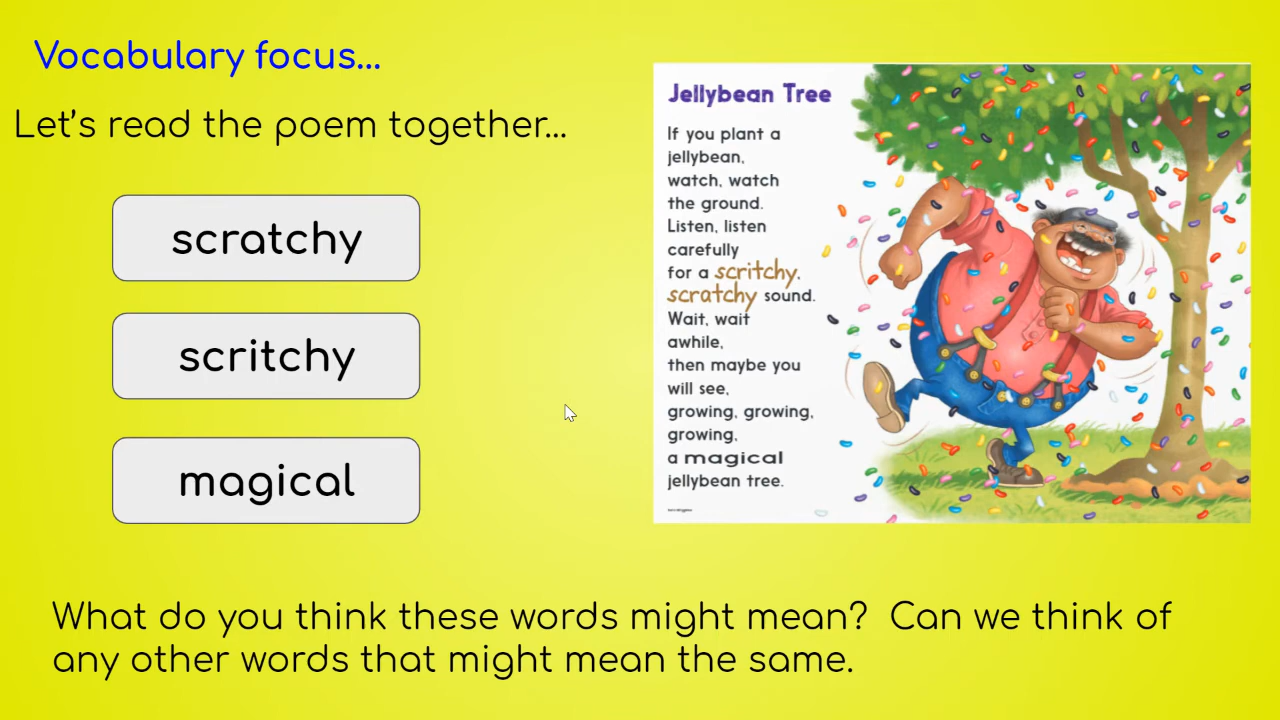 Vocabulary focus...
Let's read the poem together...
scratchy
scritchy
magical
Jellybean Tree
If you plant a
jellybean,
watch, watch
the ground.
Listen, listen
carefully
for a scritchy,
scratchy sound.
Wait, wait
awhile,
then maybe you
will see,
growing, growing,
growing,
a magical
jellybean tree.
What do you think these words might mean?  Can we think of
any other words that might mean the same.